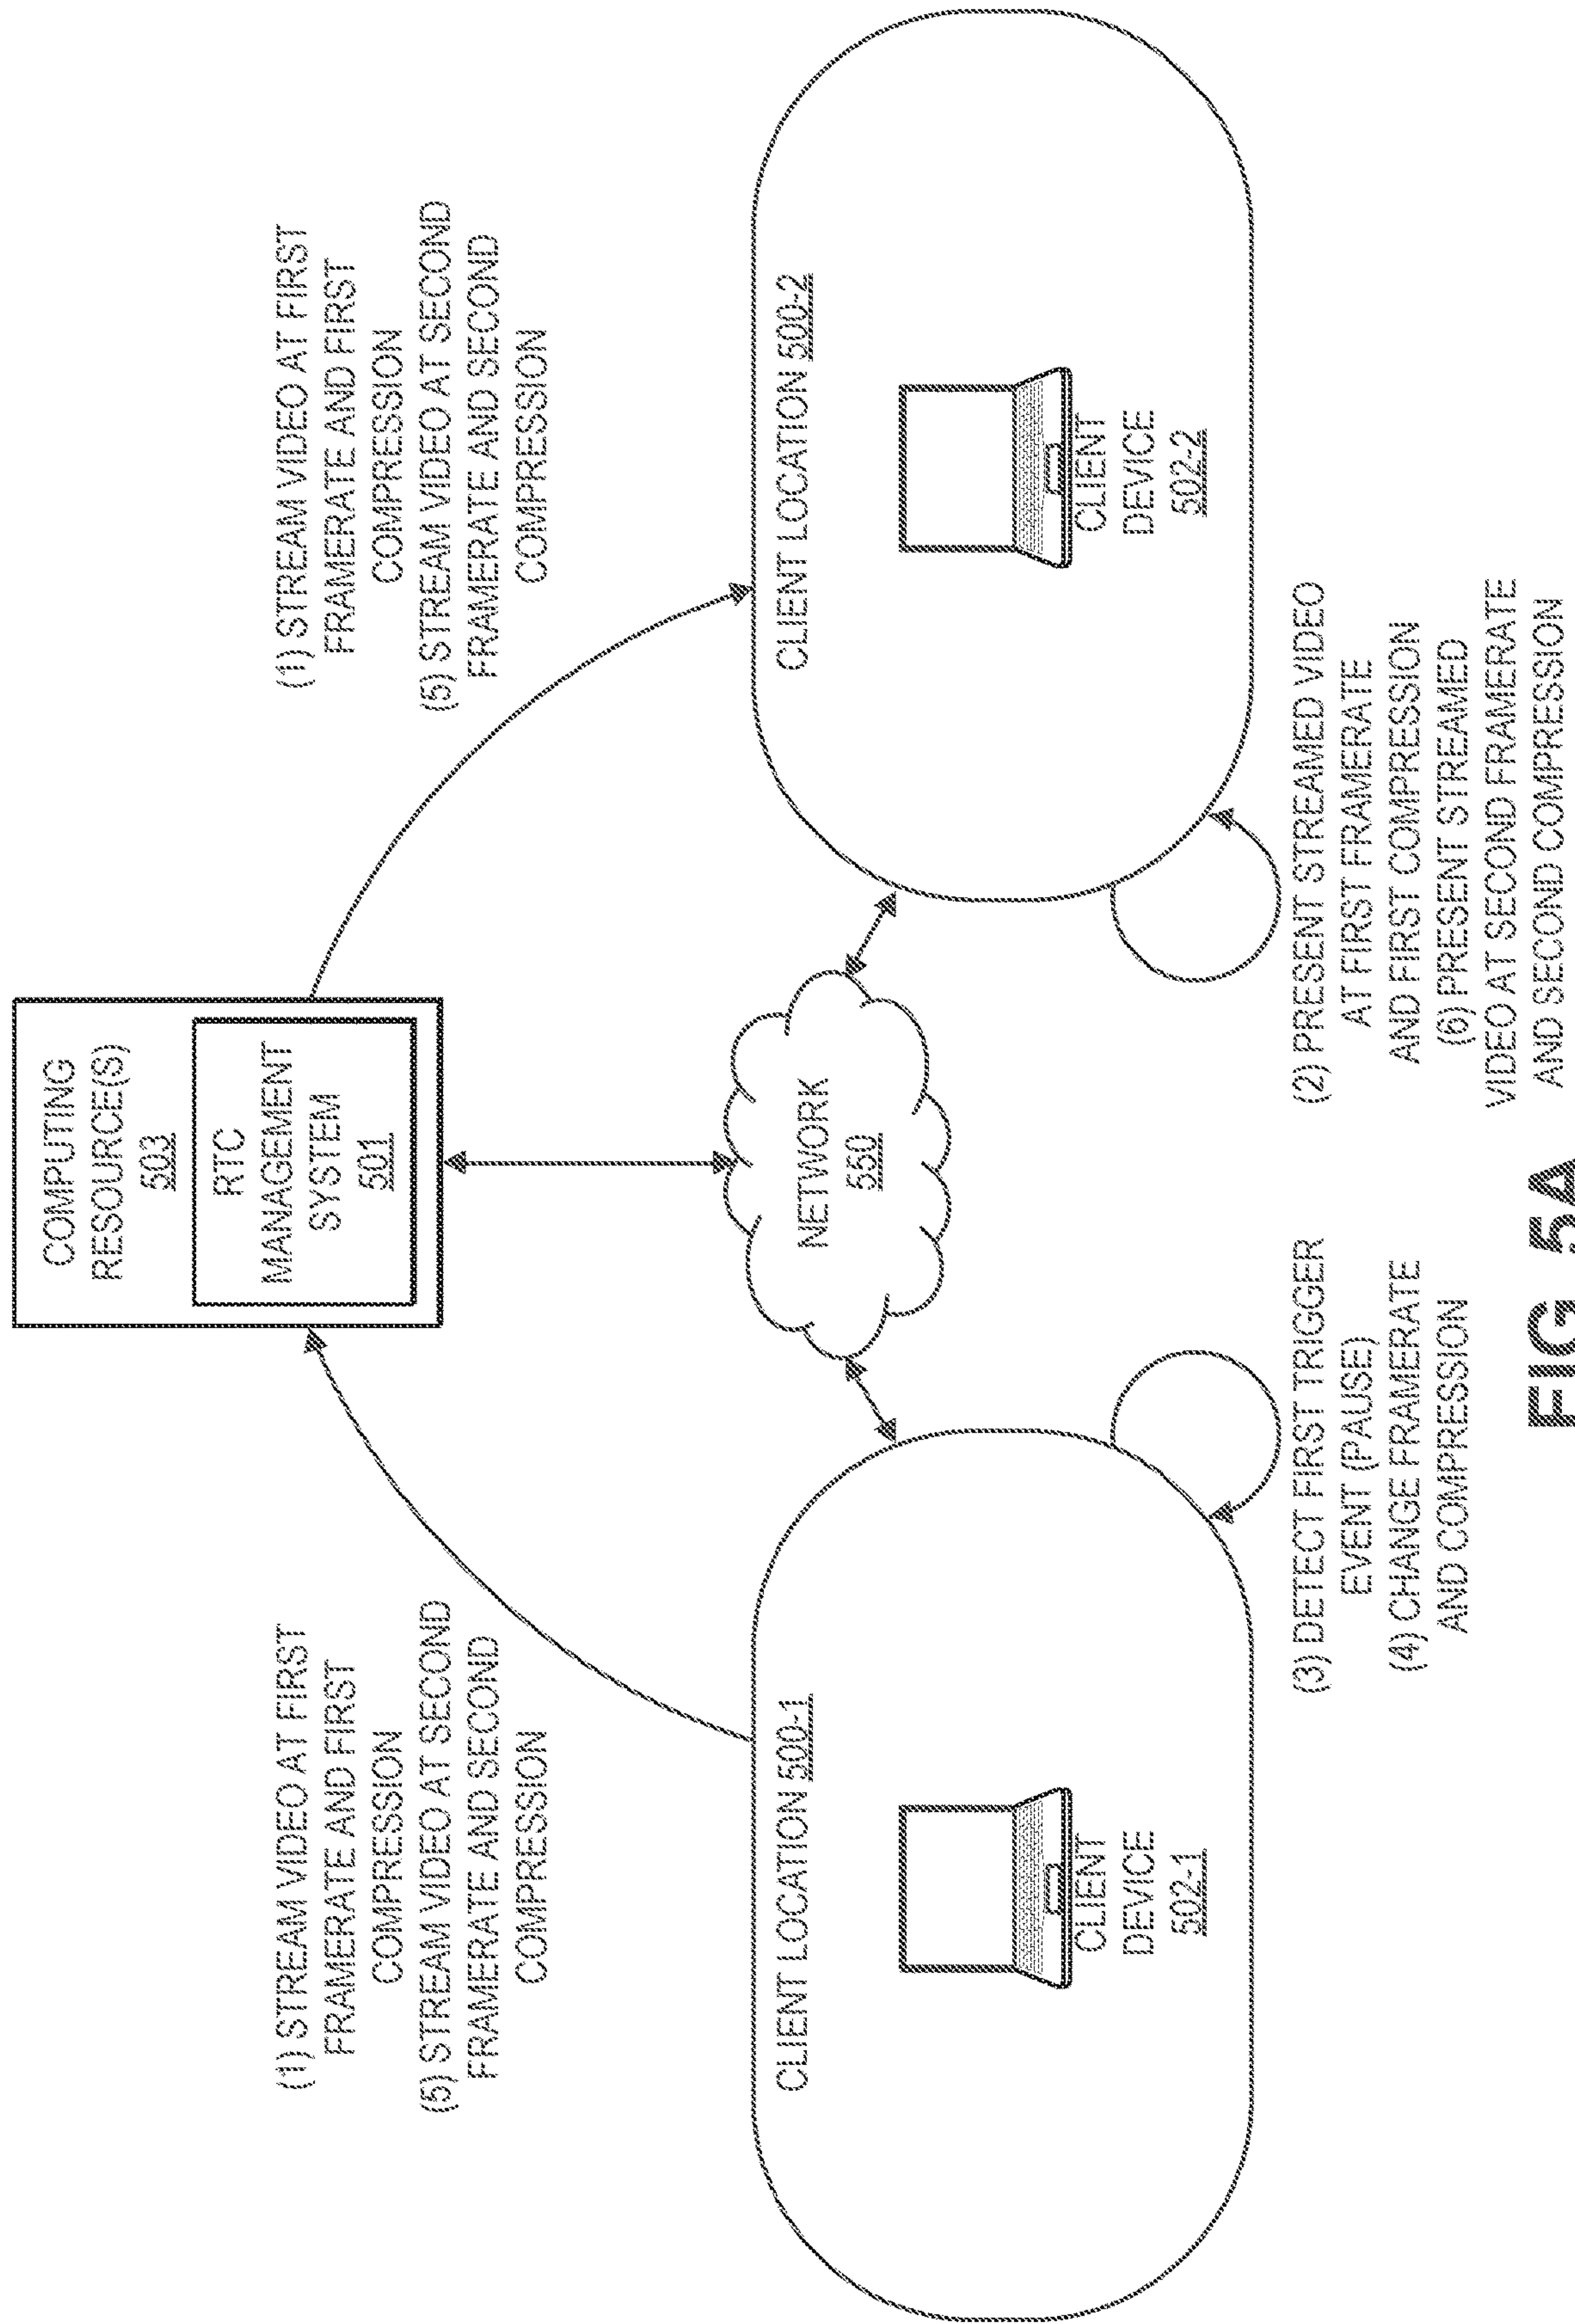 COMPUTING
RESOURCE(S)
503
RTC
MANAGEMENT
SYSTEM
501
(1) STREAM VIDEO AT FIRST
FRAMERATE AND FIRST
COMPRESSION
(5) STREAM VIDEO AT SECOND
FRAMERATE AND SECOND
COMPRESSION
(1) STREAM VIDEO AT FIRST
FRAMERATE AND FIRST
COMPRESSION
(5) STREAM VIDEO AT SECOND
FRAMERATE AND SECOND
COMPRESSION
CLIENT LOCATION 500-1
CLIENT
DEVICE
502-1
NETWORK
550
CLIENT LOCATION 500-2
CLIENT
DEVICE
502-2
(3) DETECT FIRST TRIGGER
EVENT (PAUSE)
(4) CHANGE FRAMERATE
AND COMPRESSION
(2) PRESENT STREAMED VIDEO
AT FIRST FRAMERATE
AND FIRST COMPRESSION
(6) PRESENT STREAMED
VIDEO AT SECOND FRAMERATE
AND SECOND COMPRESSION
FIG. 5A